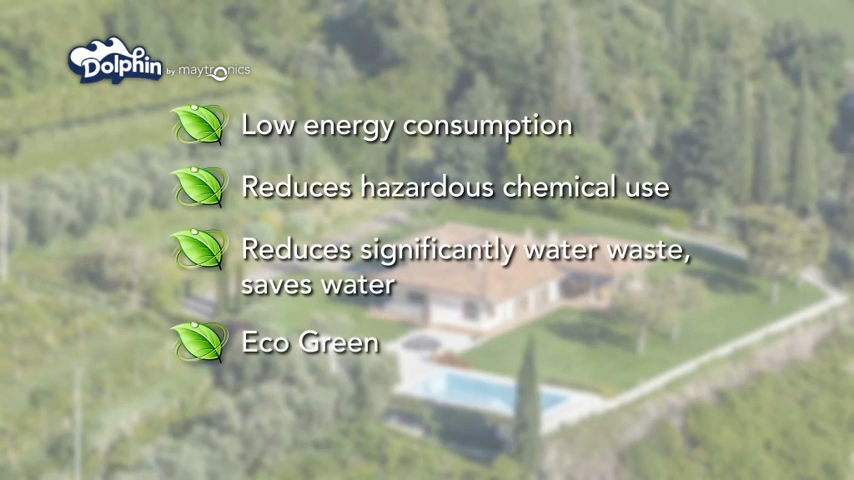 Dolphin by maytronics
Low energy consumption
Reduces hazardous chemical use
Reduces significantly water waste,
saves water
Eco Green